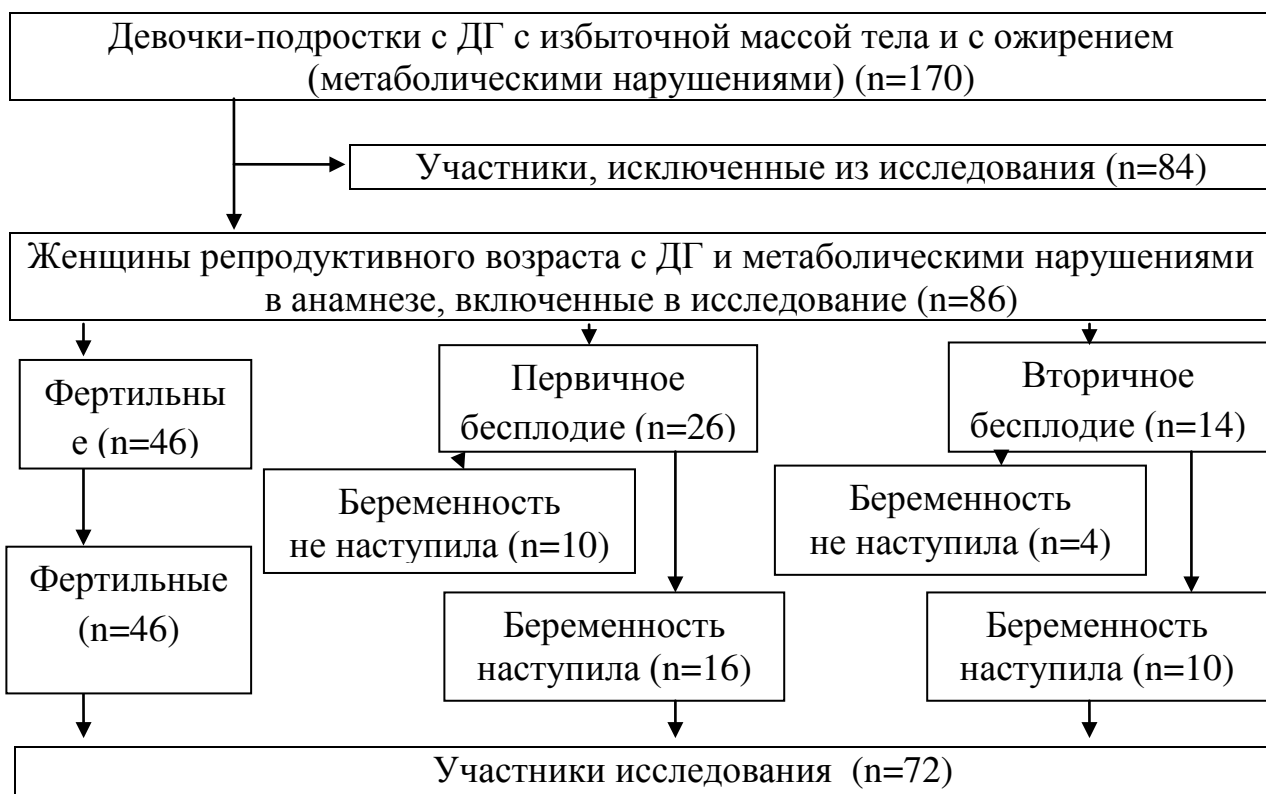 Девочки-подростки с ДГ с избыточной массой тела и с ожирением
(метаболическими нарушениями) (n=170)
Участники, исключенные из исследования (n=84)
Женщины репродуктивного возраста с ДГ и метаболическими нарушениями
в анамнезе, включенные в исследование (n=86)
Фертильны
е (n=46)
Первичное
бесплодие (n=26)
Вторичное
бесплодие (n=14)
Беременность
не наступила (n=10)
Беременность
не наступила (n=4)
Фертильные
(n=46)
Беременность
наступила (n=16)
Беременность
наступила (n=10)
Участники исследования (n=72)